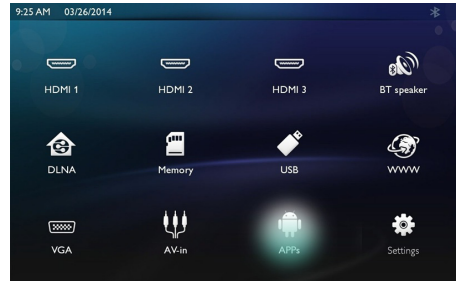 9:25 AM 03/26/2014
HDMI 1 HDMI 2 HDMI 3 BT speaker
DLNA Memory USB WWW
VGA AV-in APPs Settings